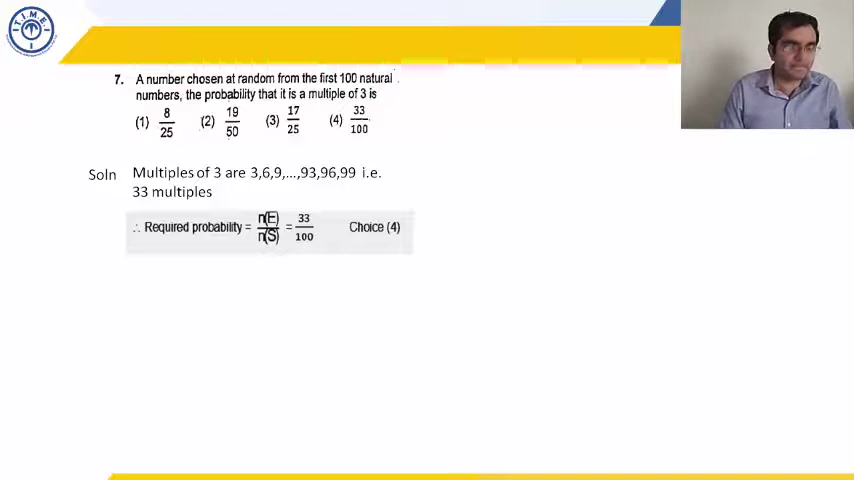 T.I.M.E.
7. A number chosen at random from the first 100 natural
numbers, the probability that it is a multiple of 3 is
(1) 8/25 (2) 19/50 (3) 17/25 (4) 33/100
Soln Multiples of 3 are 3,6,9,...,93,96,99 i.e.
33 multiples
∴ Required probability = n(E)/n(S) = 33/100 Choice (4)